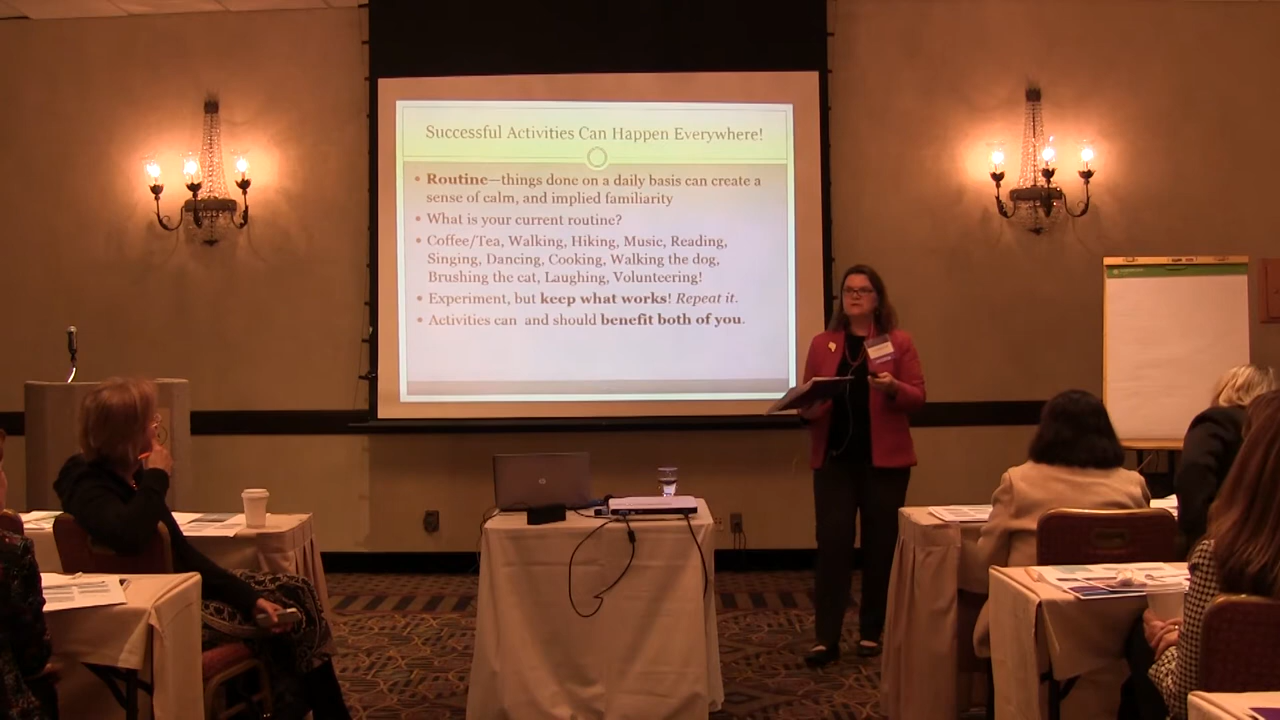 Successful Activities Can Happen Everywhere!
• Routine—things done on a daily basis can create a
sense of calm, and implied familiarity
• What is your current routine?
• Coffee/Tea, Walking, Hiking, Music, Reading,
Singing, Dancing, Cooking, Walking the dog,
Brushing the cat, Laughing, Volunteering!
• Experiment, but keep what works! Repeat it.
• Activities can and should benefit both of you.